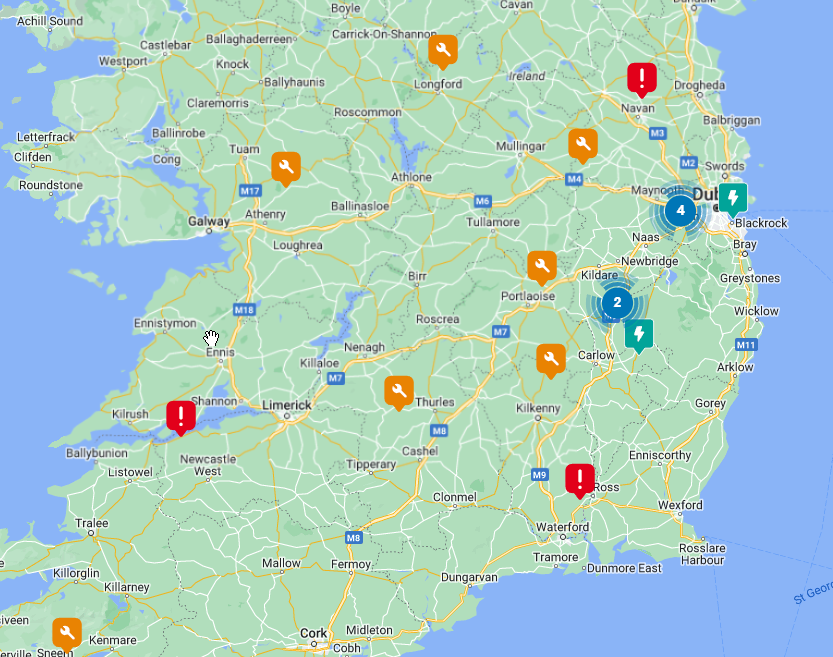 Cavan
Dundalk
Boyle
Achill Sound
Carrick-On-Shannon
Castlebar
Ballaghaderreen
Westport
Knock
Ireland
Ballyhaunis
Longford
Drogheda
Claremorris
Navan
Roscommon
Balbriggan
Letterfrack
Ballinrobe
M3
Tuam
Mullingar
Clifden
Cong
M2
Swords
Roundstone
Athlone
M4
M17
Maynooth
Dub
M6
Ballinasloe
4
Galway
Athenry
Tullamore
Blackrock
Naas
Loughrea
Bray
Newbridge
Birr
Kildare
Greystones
Portlaoise
2
M18
Wicklow
Ennistymon
Roscrea
M7
M11
Ennis
Nenagh
Carlow
Killaloe
Arklow
M7
Shannon
Limerick
Thurles
Gorey
Kilrush
Kilkenny
M8
Ballybunion
Newcastle
West
Cashel
Enniscorthy
Listowel
Tipperary
M9
Ross
Clonmel
Wexford
Tralee
Waterford
M8
Rosslare
Harbour
Tramore
Dunmore East
Mallow
Fermoy
Killorglin
Dungarvan
Killarney
St Geor
siveen
Cork
Midleton
Kenmare
Cobh
erville
Sneem